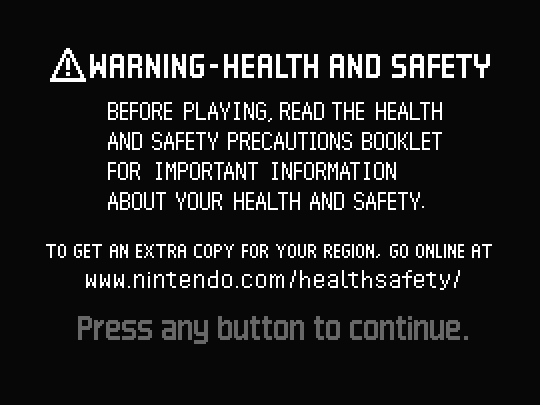 WARNING-HEALTH AND SAFETY
BEFORE PLAYING, READ THE HEALTH
AND SAFETY PRECAUTIONS BOOKLET
FOR IMPORTANT INFORMATION
ABOUT YOUR HEALTH AND SAFETY.
TO GET AN EXTRA COPY FOR YOUR REGION, GO ONLINE AT
www.nintendo.com/healthsafety/
Press any button to continue.